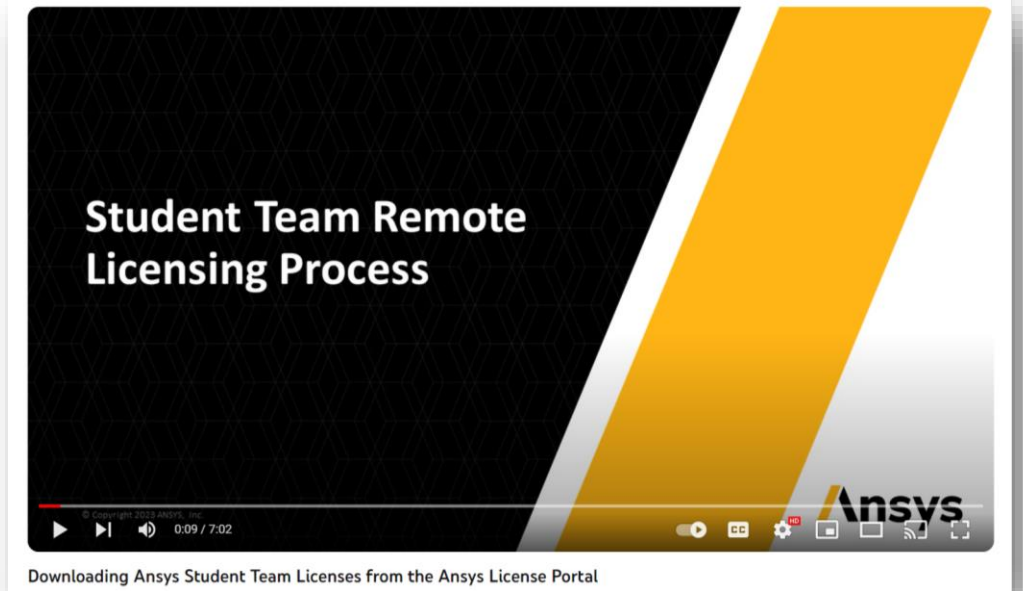 Student Team Remote
Licensing Process
Ansys
© Copyright 2023 ANSYS, Inc.
0:09 / 7:02
CC
HD
Downloading Ansys Student Team Licenses from the Ansys License Portal